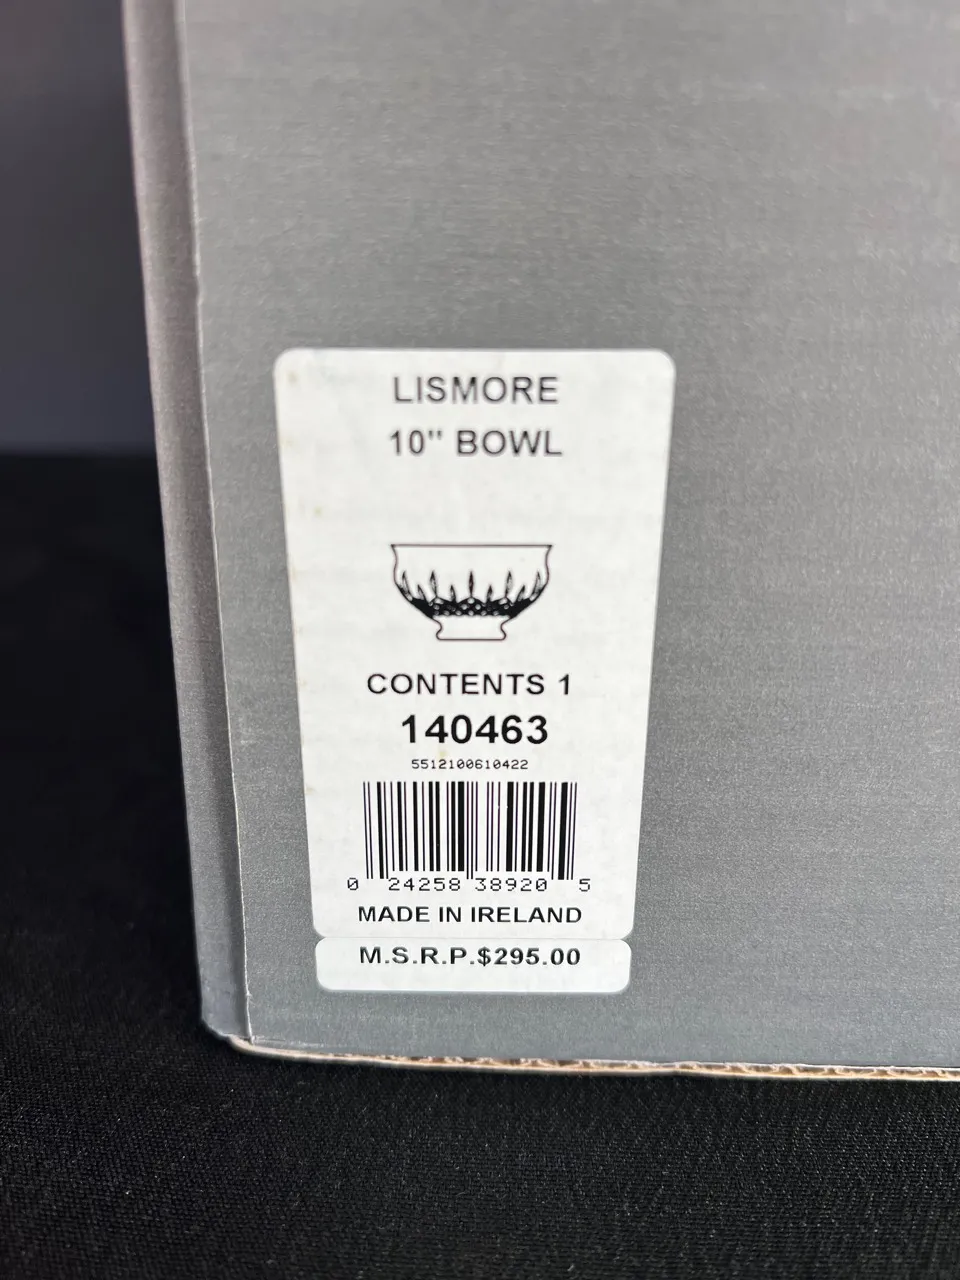 LISMORE
10" BOWL
CONTENTS 1
140463
5512100610422
0 24258 38920 5
MADE IN IRELAND
M.S.R.P.$295.00